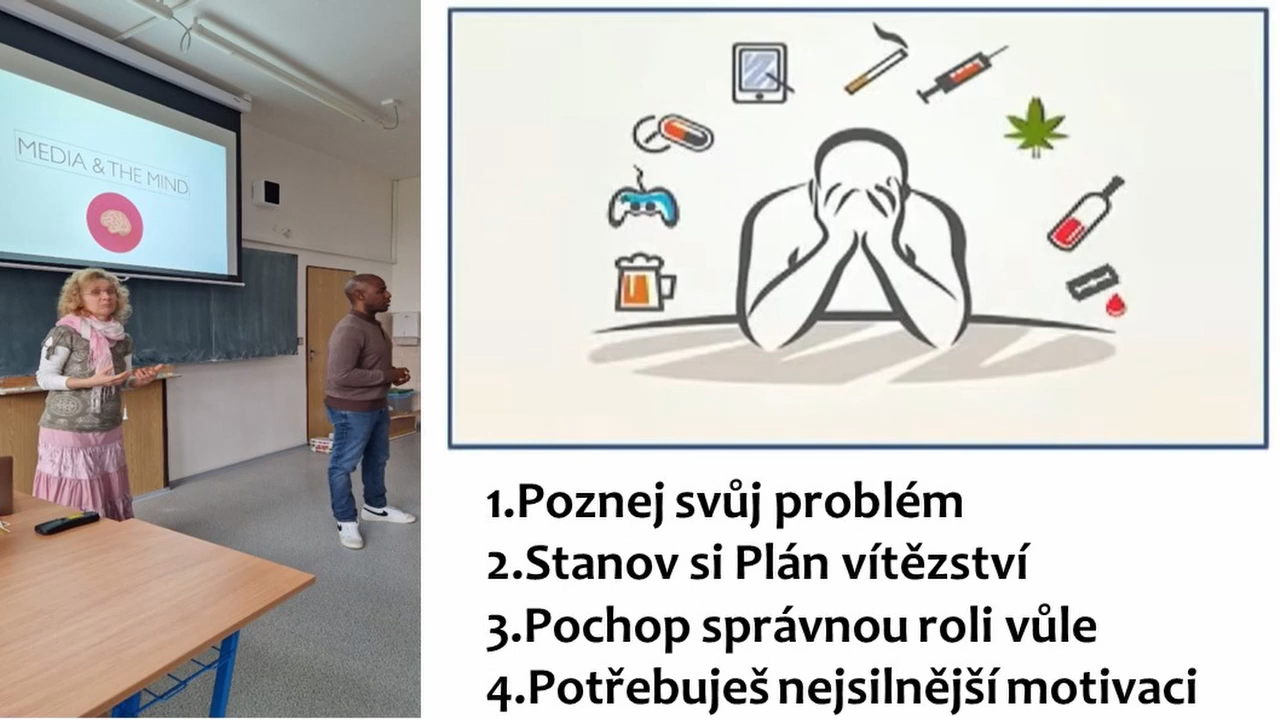 MEDIA & THE MIND
1.Poznej svůj problém
2.Stanov si Plán vítězství
3.Pochop správnou roli vůle
4.Potřebuješ nejsilnější motivaci